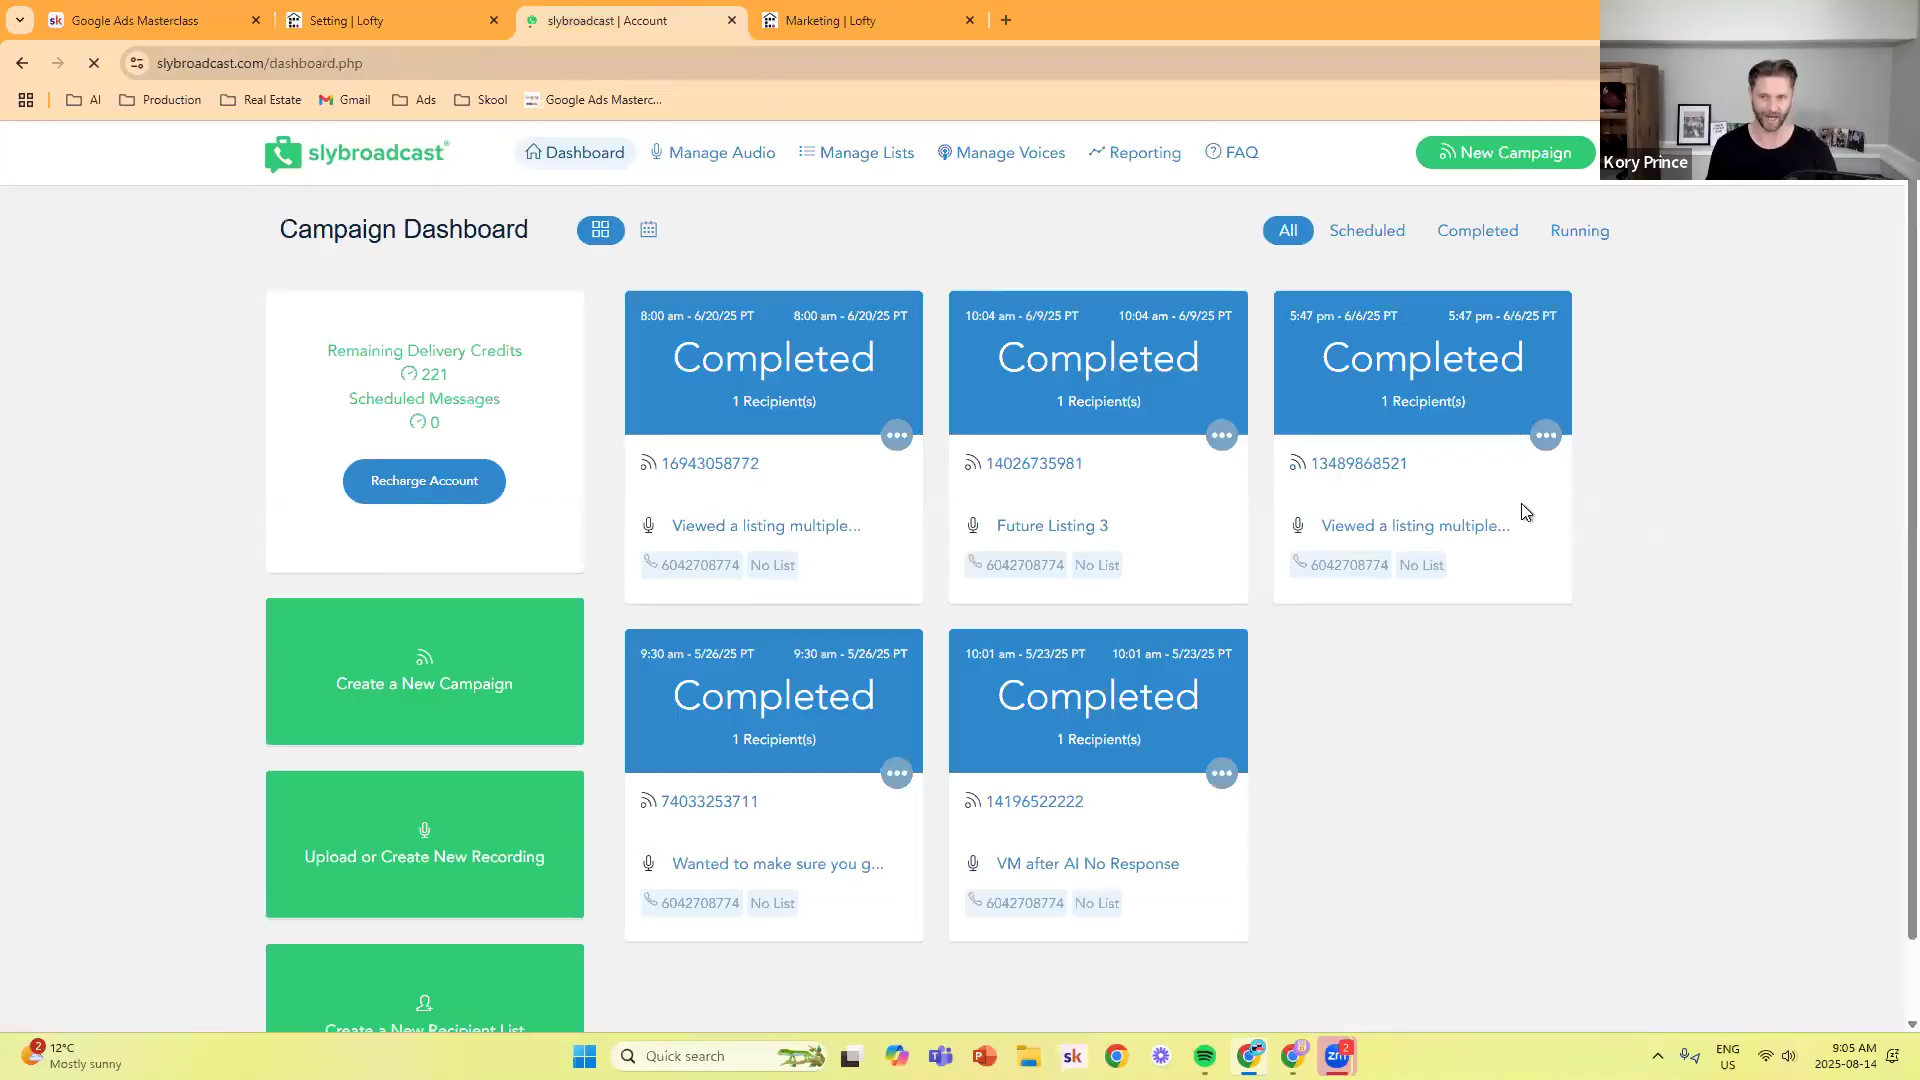 Google Ads Masterclass
Setting | Lofty
slybroadcast | Account
Marketing | Lofty
slybroadcast.com/dashboard.php
AI
Production
Real Estate
Gmail
Ads
Skool
Google Ads Masterc...
slybroadcast®
Dashboard
Manage Audio
Manage Lists
Manage Voices
Reporting
FAQ
New Campaign
Kory Prince
Campaign Dashboard
All
Scheduled
Completed
Running
Remaining Delivery Credits
221
Scheduled Messages
0
Recharge Account
8:00 am - 6/20/25 PT 8:00 am - 6/20/25 PT
Completed
1 Recipient(s)
16943058772
Viewed a listing multiple...
6042708774 No List
10:04 am - 6/9/25 PT 10:04 am - 6/9/25 PT
Completed
1 Recipient(s)
14026735981
Future Listing 3
6042708774 No List
5:47 pm - 6/6/25 PT 5:47 pm - 6/6/25 PT
Completed
1 Recipient(s)
13489868521
Viewed a listing multiple...
6042708774 No List
Create a New Campaign
Upload or Create New Recording
Create a New Recipient List
9:30 am - 5/26/25 PT 9:30 am - 5/26/25 PT
Completed
1 Recipient(s)
74033253711
Wanted to make sure you g...
6042708774 No List
10:01 am - 5/23/25 PT 10:01 am - 5/23/25 PT
Completed
1 Recipient(s)
14196522222
VM after AI No Response
6042708774 No List
2
12°C
Mostly sunny
Quick search
sk
zm
2
ENG
US
9:05 AM
2025-08-14